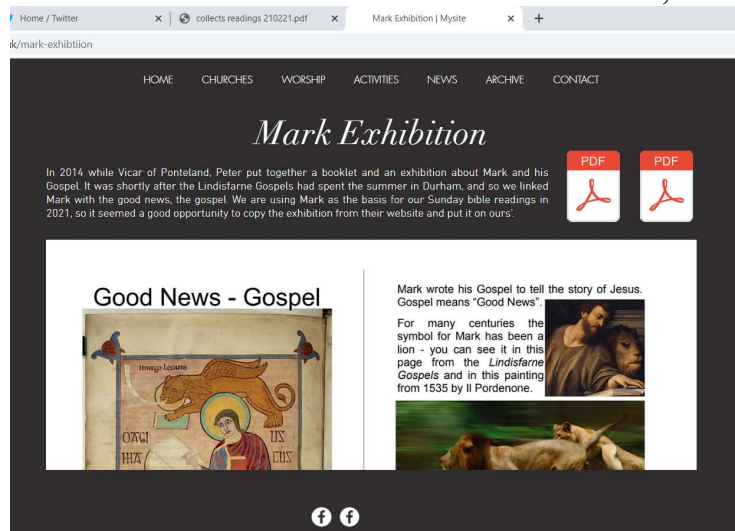 Home / Twitter
collects readings 210221.pdf
Mark Exhibition | Mysite
k/mark-exhibtiion
HOME CHURCHES WORSHIP ACTIVITIES NEWS ARCHIVE CONTACT
Mark Exhibition
PDF PDF
In 2014 while Vicar of Ponteland, Peter put together a booklet and an exhibition about Mark and his
Gospel. It was shortly after the Lindisfarne Gospels had spent the summer in Durham, and so we linked
Mark with the good news, the gospel. We are using Mark as the basis for our Sunday bible readings in
2021, so it seemed a good opportunity to copy the exhibition from their website and put it on ours'.
Good News - Gospel
imago leonis
O AGI US
Mark wrote his Gospel to tell the story of Jesus.
Gospel means “Good News”.
For many centuries the
symbol for Mark has been a
lion - you can see it in this
page from the Lindisfarne
Gospels and in this painting
from 1535 by Il Pordenone.